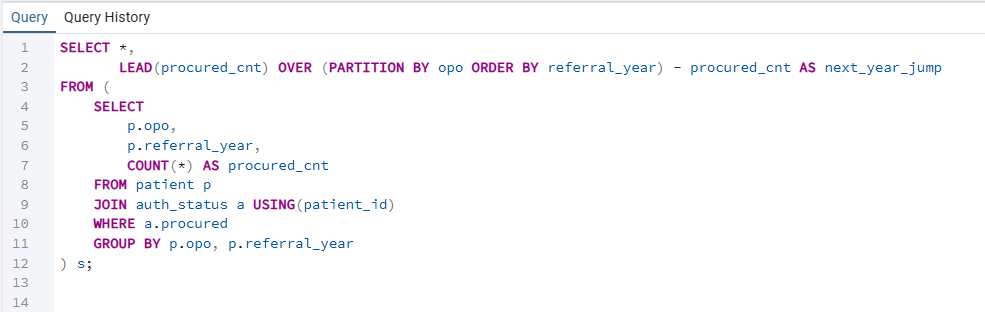 Query Query History
1 SELECT *,
2 LEAD(procured_cnt) OVER (PARTITION BY opo ORDER BY referral_year) - procured_cnt AS next_year_jump
3 FROM (
4 SELECT
5 p.opo,
6 p.referral_year,
7 COUNT(*) AS procured_cnt
8 FROM patient p
9 JOIN auth_status a USING(patient_id)
10 WHERE a.procured
11 GROUP BY p.opo, p.referral_year
12 ) s;
13
14